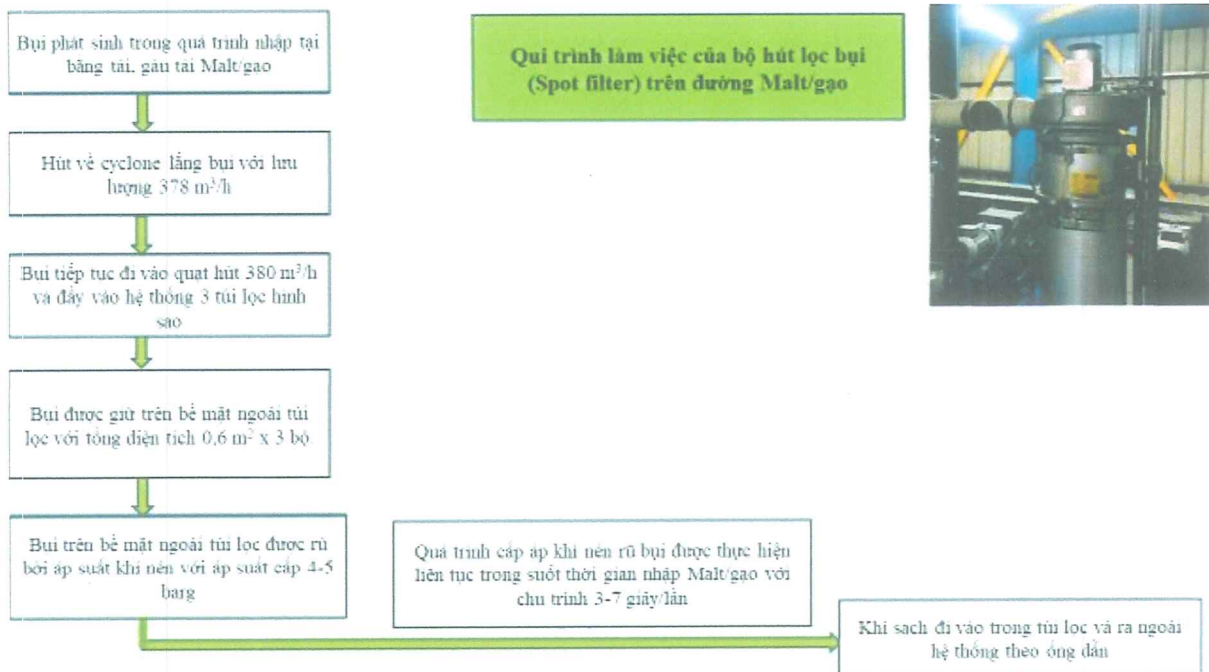 Bụi phát sinh trong quá trình nhập tại
băng tải, gàu tải Malt/gạo
Qui trình làm việc của bộ hút lọc bụi
(Spot filter) trên đường Malt/gạo
Hút về cyclone lắng bụi với lưu
lượng 378 m³/h
Bụi tiếp tục đi vào quạt hút 380 m³/h
và đẩy vào hệ thống 3 túi lọc hình
sao
Bụi được giữ trên bề mặt ngoài túi
lọc với tổng diện tích 0,6 m² x 3 bộ
Bụi trên bề mặt ngoài túi lọc được rũ
bởi áp suất khí nén với áp suất cấp 4-5
barg
Quá trình cấp áp khí nén rũ bụi được thực hiện
liên tục trong suốt thời gian nhập Malt/gạo với
chu trình 3-7 giây/lần
Khí sạch đi vào trong túi lọc và ra ngoài
hệ thống theo ống dẫn